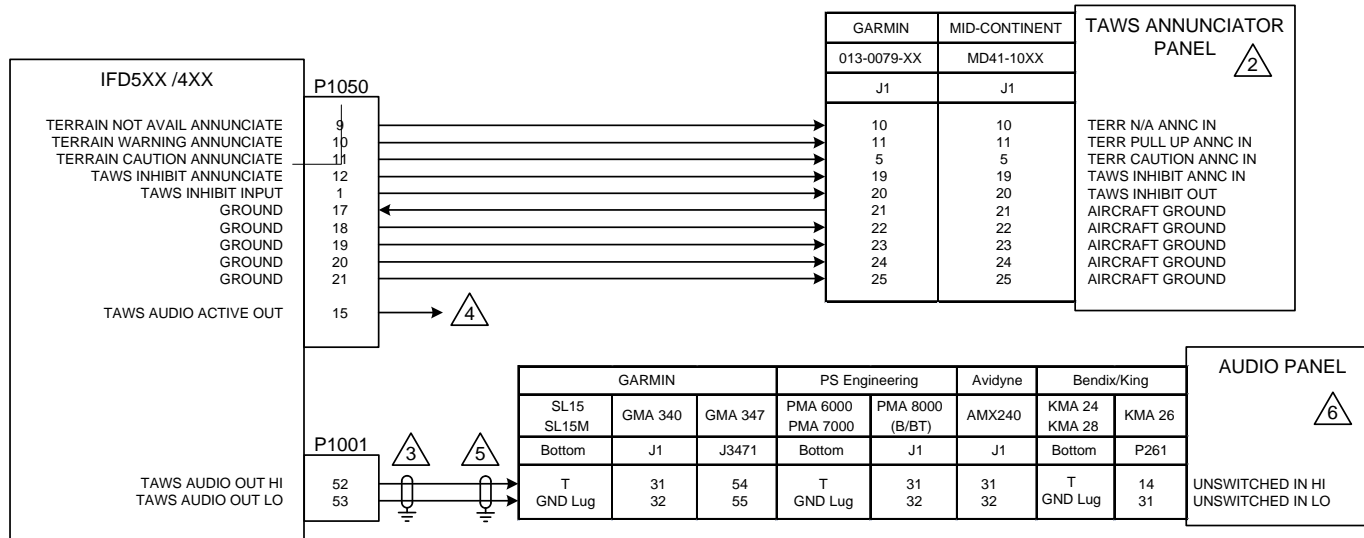 GARMIN MID-CONTINENT TAWS ANNUNCIATOR
PANEL
2
013-0079-XX MD41-10XX
J1 J1
IFD5XX /4XX
P1050
TERRAIN NOT AVAIL ANNUNCIATE 9 10 10 TERR N/A ANNC IN
TERRAIN WARNING ANNUNCIATE 10 11 11 TERR PULL UP ANNC IN
TERRAIN CAUTION ANNUNCIATE 11 5 5 TERR CAUTION ANNC IN
TAWS INHIBIT ANNUNCIATE 12 19 19 TAWS INHIBIT ANNC IN
TAWS INHIBIT INPUT 1 20 20 TAWS INHIBIT OUT
GROUND 17 21 21 AIRCRAFT GROUND
GROUND 18 22 22 AIRCRAFT GROUND
GROUND 19 23 23 AIRCRAFT GROUND
GROUND 20 24 24 AIRCRAFT GROUND
GROUND 21 25 25 AIRCRAFT GROUND
TAWS AUDIO ACTIVE OUT 15 4
AUDIO PANEL
6
GARMIN PS Engineering Avidyne Bendix/King
SL15 SL15M GMA 340 GMA 347 PMA 6000 PMA 7000 PMA 8000 (B/BT) AMX240 KMA 24 KMA 28 KMA 26
Bottom J1 J3471 Bottom J1 J1 Bottom P261
P1001 3 5
TAWS AUDIO OUT HI 52 T 31 54 T 31 31 T 14 UNSWITCHED IN HI
TAWS AUDIO OUT LO 53 GND Lug 32 55 GND Lug 32 32 GND Lug 31 UNSWITCHED IN LO